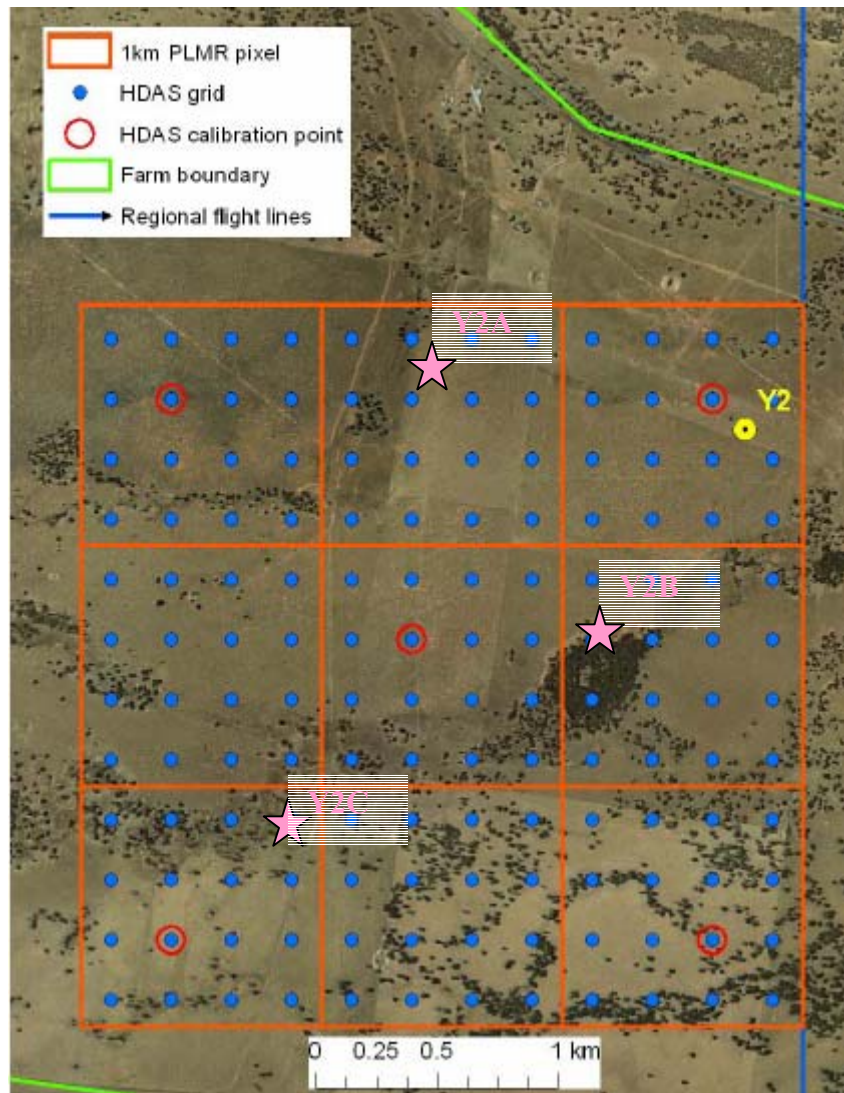 1km PLMR pixel
HDAS grid
HDAS calibration point
Farm boundary
Regional flight lines
Y2A
Y2
Y2B
Y2C
0 0.25 0.5 1 km